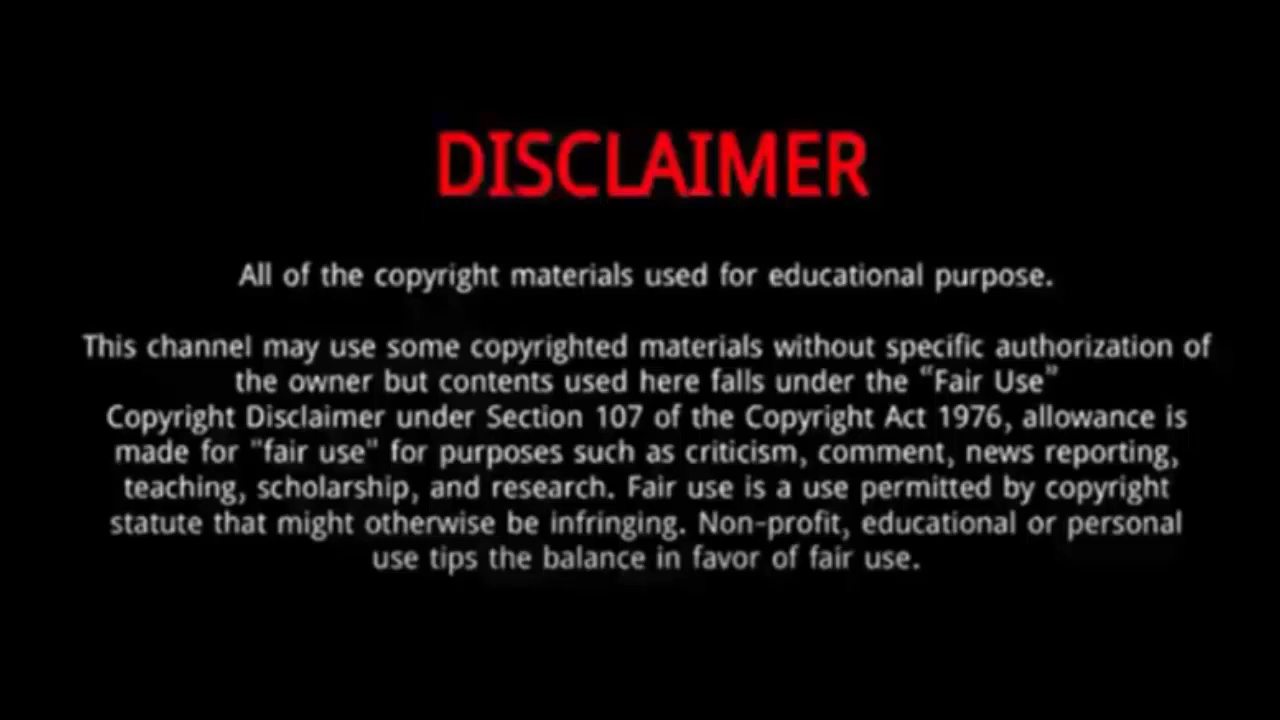 DISCLAIMER
All of the copyright materials used for educational purpose.
This channel may use some copyrighted materials without specific authorization of
the owner but contents used here falls under the “Fair Use”
Copyright Disclaimer under Section 107 of the Copyright Act 1976, allowance is
made for "fair use" for purposes such as criticism, comment, news reporting,
teaching, scholarship, and research. Fair use is a use permitted by copyright
statute that might otherwise be infringing. Non-profit, educational or personal
use tips the balance in favor of fair use.